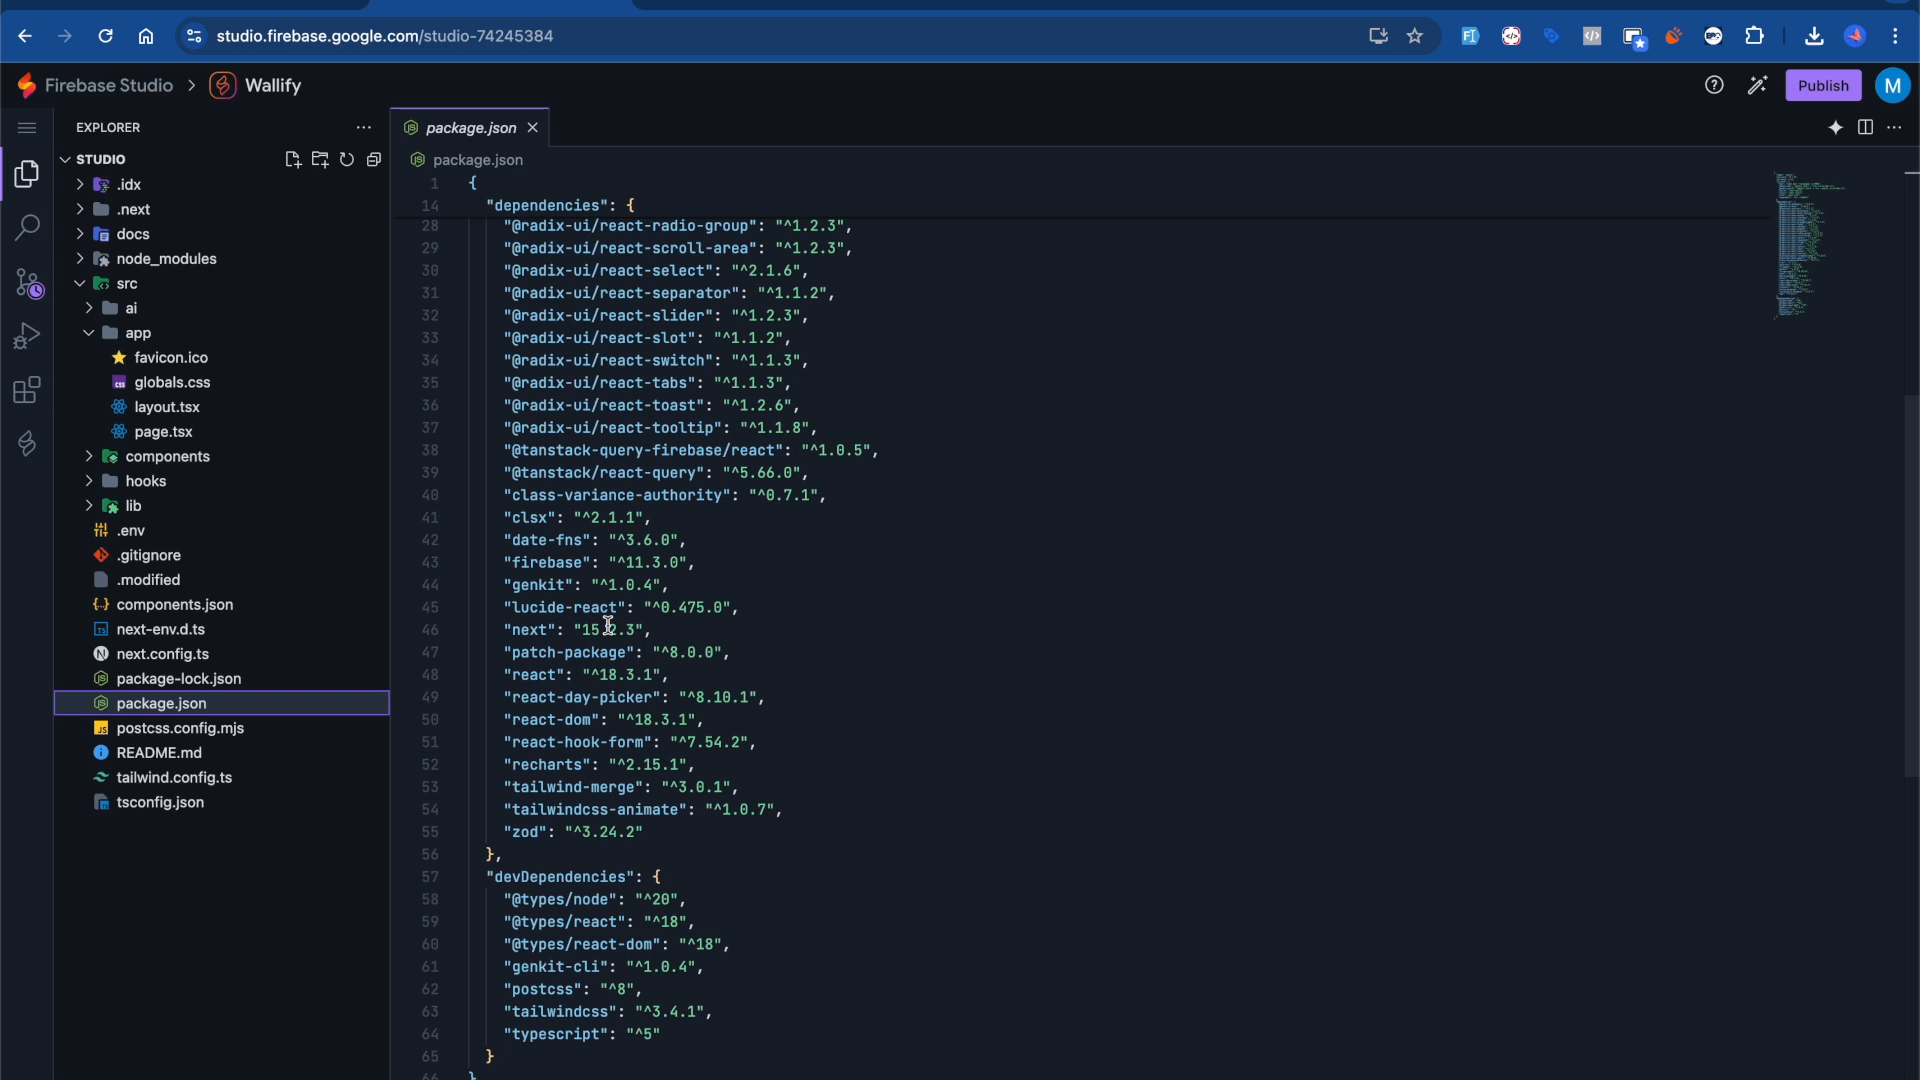 studio.firebase.google.com/studio-74245384
Firebase Studio > Wallify
Publish
M
EXPLORER
STUDIO
.idx
.next
docs
node_modules
src
ai
app
favicon.ico
globals.css
layout.tsx
page.tsx
components
hooks
lib
.env
.gitignore
.modified
components.json
next-env.d.ts
next.config.ts
package-lock.json
package.json
postcss.config.mjs
README.md
tailwind.config.ts
tsconfig.json
package.json
package.json
1 {
14 "dependencies": {
28 "@radix-ui/react-radio-group": "^1.2.3",
29 "@radix-ui/react-scroll-area": "^1.2.3",
30 "@radix-ui/react-select": "^2.1.6",
31 "@radix-ui/react-separator": "^1.1.2",
32 "@radix-ui/react-slider": "^1.2.3",
33 "@radix-ui/react-slot": "^1.1.2",
34 "@radix-ui/react-switch": "^1.1.3",
35 "@radix-ui/react-tabs": "^1.1.3",
36 "@radix-ui/react-toast": "^1.2.6",
37 "@radix-ui/react-tooltip": "^1.1.8",
38 "@tanstack-query-firebase/react": "^1.0.5",
39 "@tanstack/react-query": "^5.66.0",
40 "class-variance-authority": "^0.7.1",
41 "clsx": "^2.1.1",
42 "date-fns": "^3.6.0",
43 "firebase": "^11.3.0",
44 "genkit": "^1.0.4",
45 "lucide-react": "^0.475.0",
46 "next": "15.2.3",
47 "patch-package": "^8.0.0",
48 "react": "^18.3.1",
49 "react-day-picker": "^8.10.1",
50 "react-dom": "^18.3.1",
51 "react-hook-form": "^7.54.2",
52 "recharts": "^2.15.1",
53 "tailwind-merge": "^3.0.1",
54 "tailwindcss-animate": "^1.0.7",
55 "zod": "^3.24.2"
56 },
57 "devDependencies": {
58 "@types/node": "^20",
59 "@types/react": "^18",
60 "@types/react-dom": "^18",
61 "genkit-cli": "^1.0.4",
62 "postcss": "^8",
63 "tailwindcss": "^3.4.1",
64 "typescript": "^5"
65 }
66 }